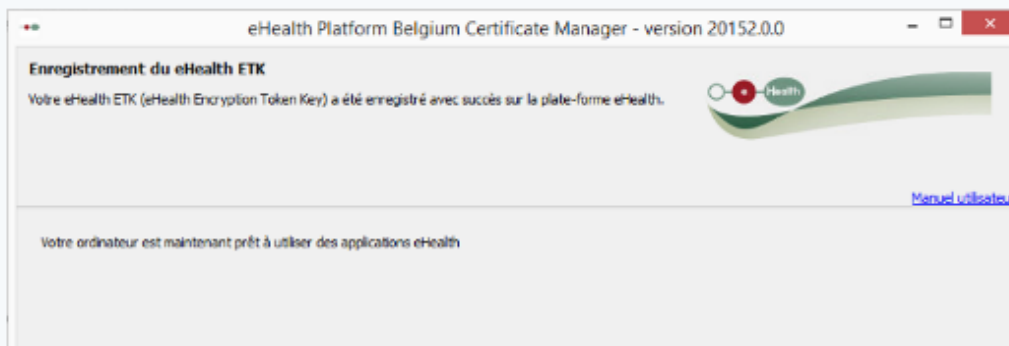 eHealth Platform Belgium Certificate Manager - version 20152.0.0
Enregistrement du eHealth ETK
Votre eHealth ETK (eHealth Encryption Token Key) a été enregistré avec succès sur la plate-forme eHealth.
e Health
Manuel utilisateu
Votre ordinateur est maintenant prêt à utiliser des applications eHealth